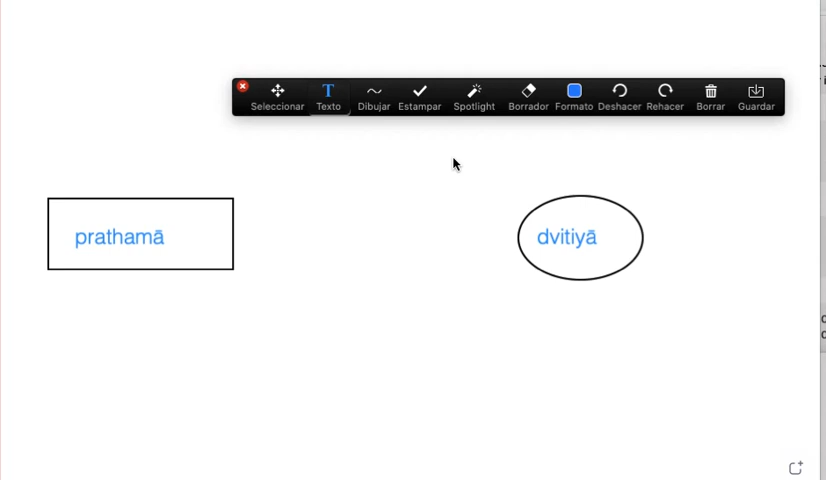 Seleccionar Texto Dibujar Estampar Spotlight Borrador Formato Deshacer Rehacer Borrar Guardar
prathamā dvitiyā